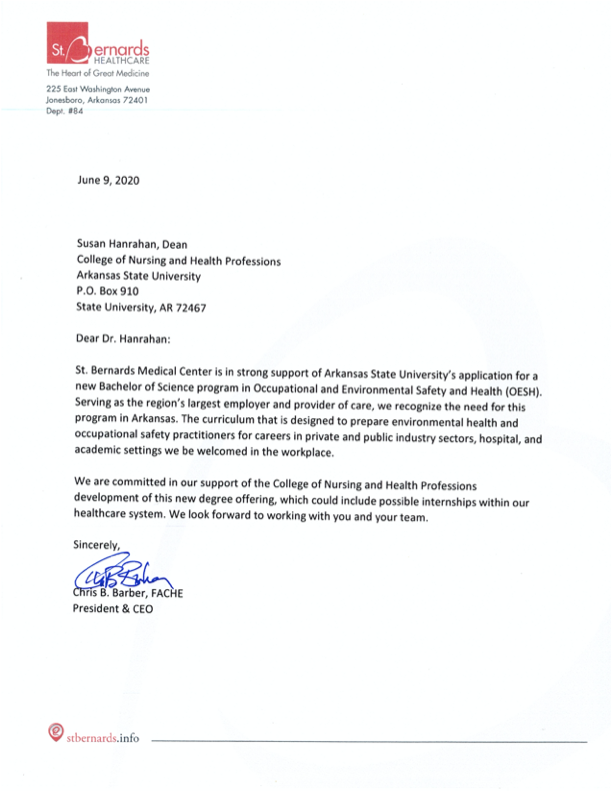 St. Bernards
HEALTHCARE
The Heart of Great Medicine
225 East Washington Avenue
Jonesboro, Arkansas 72401
Dept. #84
June 9, 2020
Susan Hanrahan, Dean
College of Nursing and Health Professions
Arkansas State University
P.O. Box 910
State University, AR 72467
Dear Dr. Hanrahan:
St. Bernards Medical Center is in strong support of Arkansas State University's application for a
new Bachelor of Science program in Occupational and Environmental Safety and Health (OESH).
Serving as the region's largest employer and provider of care, we recognize the need for this
program in Arkansas. The curriculum that is designed to prepare environmental health and
occupational safety practitioners for careers in private and public industry sectors, hospital, and
academic settings we be welcomed in the workplace.
We are committed in our support of the College of Nursing and Health Professions
development of this new degree offering, which could include possible internships within our
healthcare system. We look forward to working with you and your team.
Sincerely,
Chris B. Barber, FACHE
President & CEO
stbernards.info